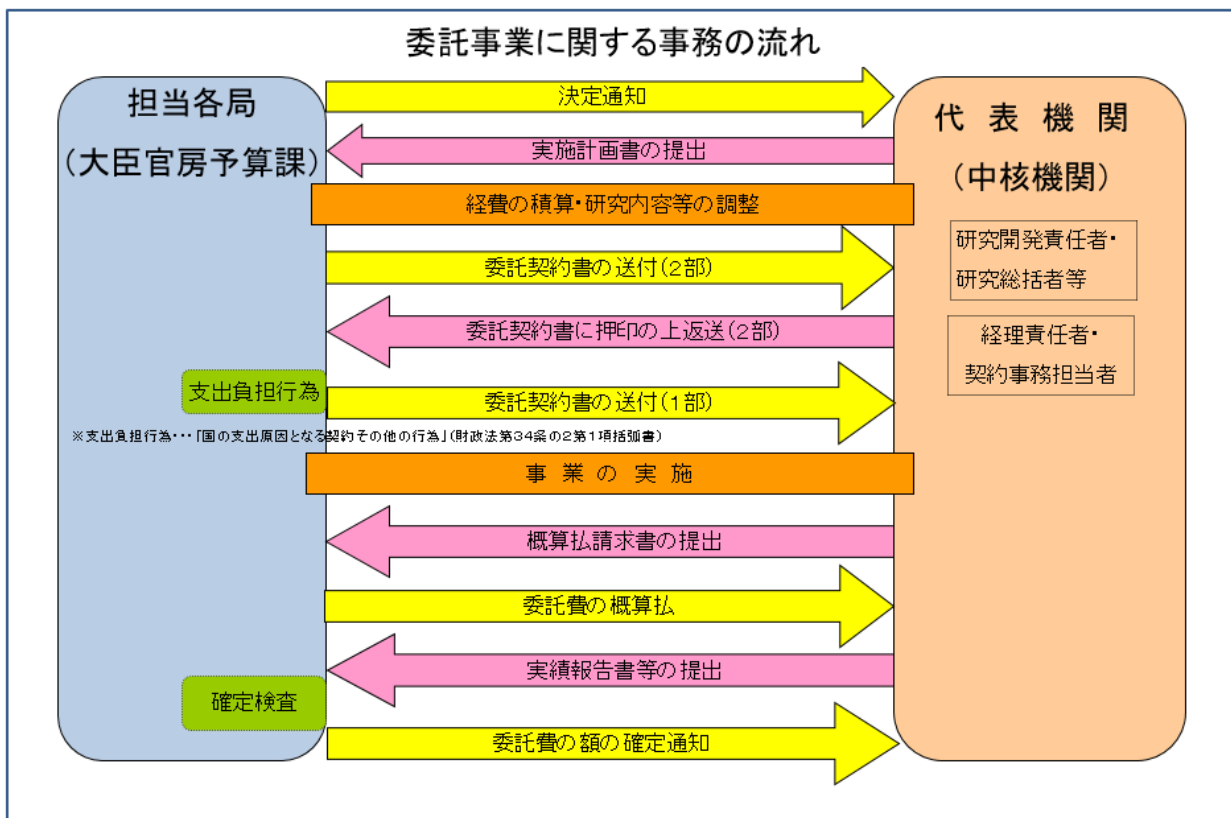 委託事業に関する事務の流れ
担当各局
（大臣官房予算課）
代表機関
（中核機関）
研究開発責任者・
研究総括者等
経理責任者・
契約事務担当者
決定通知
実施計画書の提出
経費の積算・研究内容等の調整
委託契約書の送付（２部）
委託契約書に押印の上返送（２部）
支出負担行為
委託契約書の送付（１部）
※支出負担行為・・・「国の支出原因となる契約その他の行為」（財政法第34条の2第1項括弧書）
事業の実施
概算払請求書の提出
委託費の概算払
実績報告書等の提出
確定検査
委託費の額の確定通知